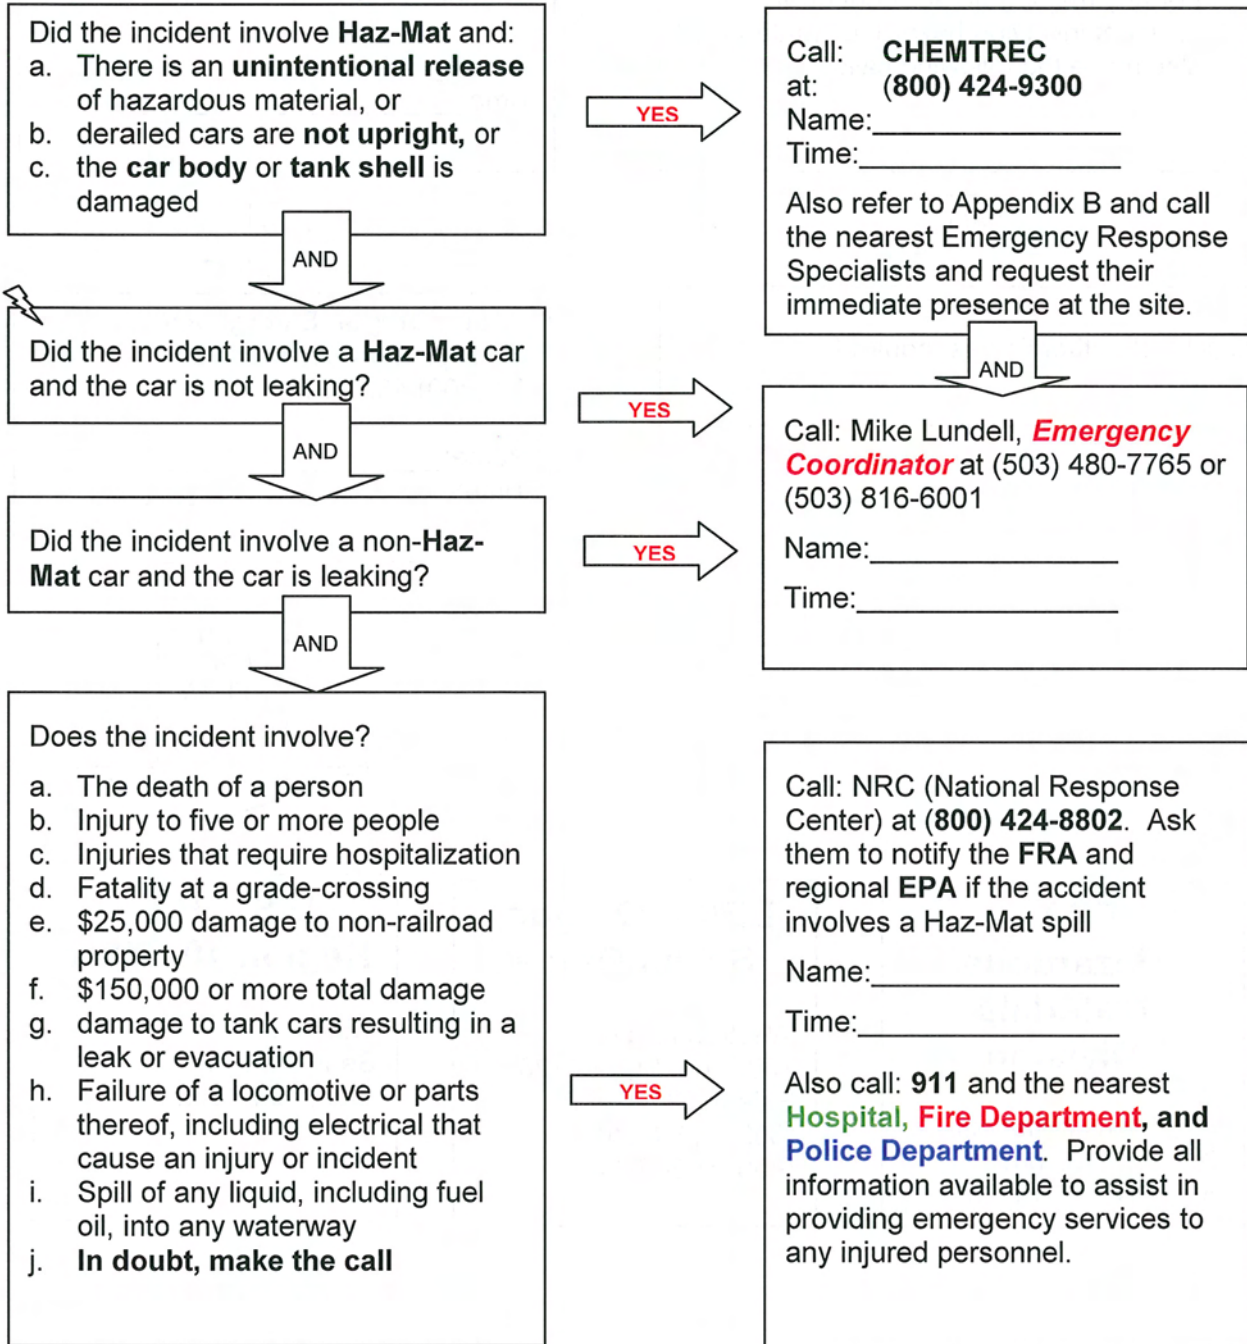 Did the incident involve Haz-Mat and:
a. There is an unintentional release
of hazardous material, or
b. derailed cars are not upright, or
c. the car body or tank shell is
damaged
YES
Call: CHEMTREC
at: (800) 424-9300
Name:
Time:
Also refer to Appendix B and call
the nearest Emergency Response
Specialists and request their
immediate presence at the site.
AND
Did the incident involve a Haz-Mat car
and the car is not leaking?
YES
AND
Call: Mike Lundell, Emergency
Coordinator at (503) 480-7765 or
(503) 816-6001
Name:
Time:
AND
Did the incident involve a non-Haz-
Mat car and the car is leaking?
YES
AND
Does the incident involve?
a. The death of a person
b. Injury to five or more people
c. Injuries that require hospitalization
d. Fatality at a grade-crossing
e. $25,000 damage to non-railroad
property
f. $150,000 or more total damage
g. damage to tank cars resulting in a
leak or evacuation
h. Failure of a locomotive or parts
thereof, including electrical that
cause an injury or incident
i. Spill of any liquid, including fuel
oil, into any waterway
j. In doubt, make the call
YES
Call: NRC (National Response
Center) at (800) 424-8802. Ask
them to notify the FRA and
regional EPA if the accident
involves a Haz-Mat spill
Name:
Time:
Also call: 911 and the nearest
Hospital, Fire Department, and
Police Department. Provide all
information available to assist in
providing emergency services to
any injured personnel.